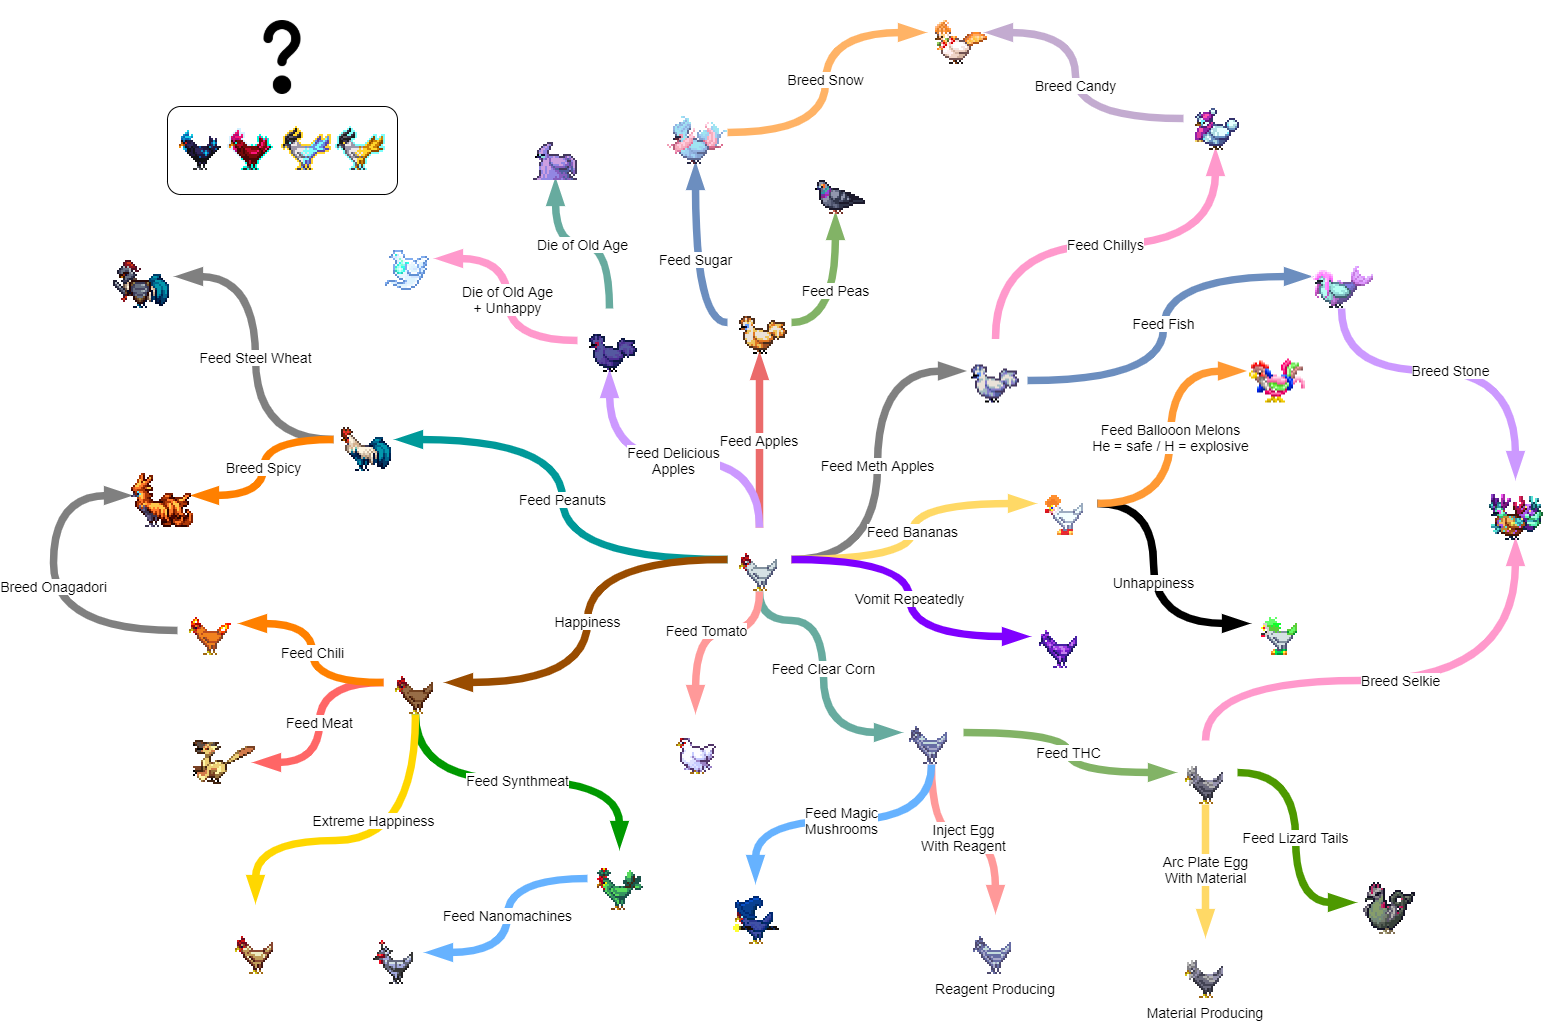 ?
Breed Snow
Breed Candy
Die of Old Age
Feed Sugar
Feed Chillys
Die of Old Age
+ Unhappy
Feed Peas
Feed Fish
Feed Steel Wheat
Breed Stone
Feed Ballooon Melons
He = safe / H = explosive
Feed Apples
Feed Delicious
Apples
Feed Meth Apples
Breed Spicy
Feed Peanuts
Feed Bananas
Breed Onagadori
Unhappiness
Vomit Repeatedly
Happiness
Feed Tomato
Feed Chili
Feed Clear Corn
Breed Selkie
Feed Meat
Feed THC
Feed Synthmeat
Extreme Happiness
Feed Magic
Mushrooms
Inject Egg
With Reagent
Feed Lizard Tails
Arc Plate Egg
With Material
Feed Nanomachines
Reagent Producing
Material Producing